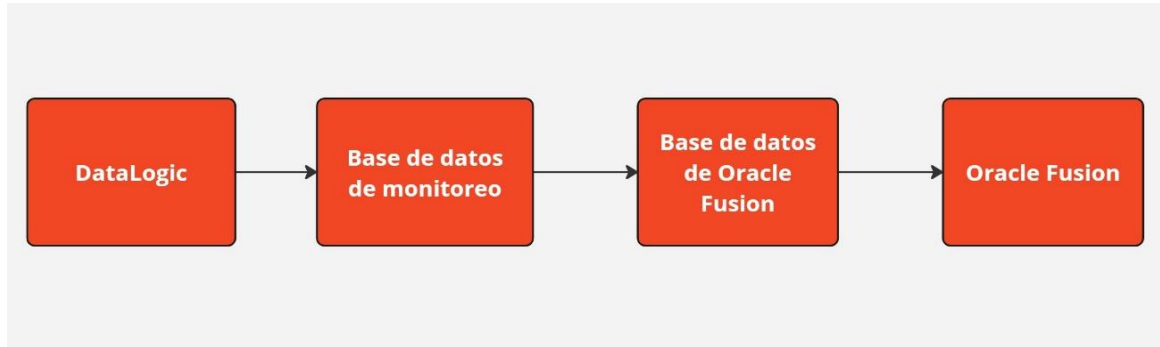 DataLogic
Base de datos
de monitoreo
Base de datos
de Oracle
Fusion
Oracle Fusion